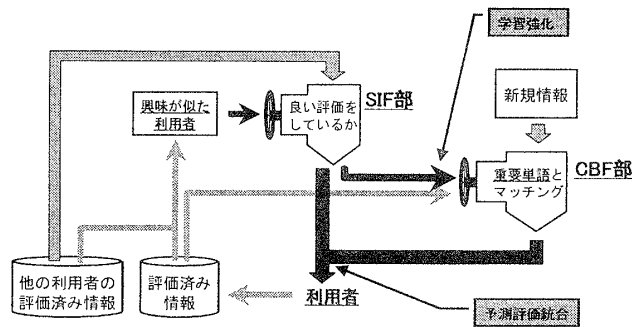 学習強化
興味が似た
利用者
良い評価を
しているか
SIF部
新規情報
重要単語と
マッチング
CBF部
他の利用者の
評価済み情報
評価済み
情報
利用者
予測評価統合